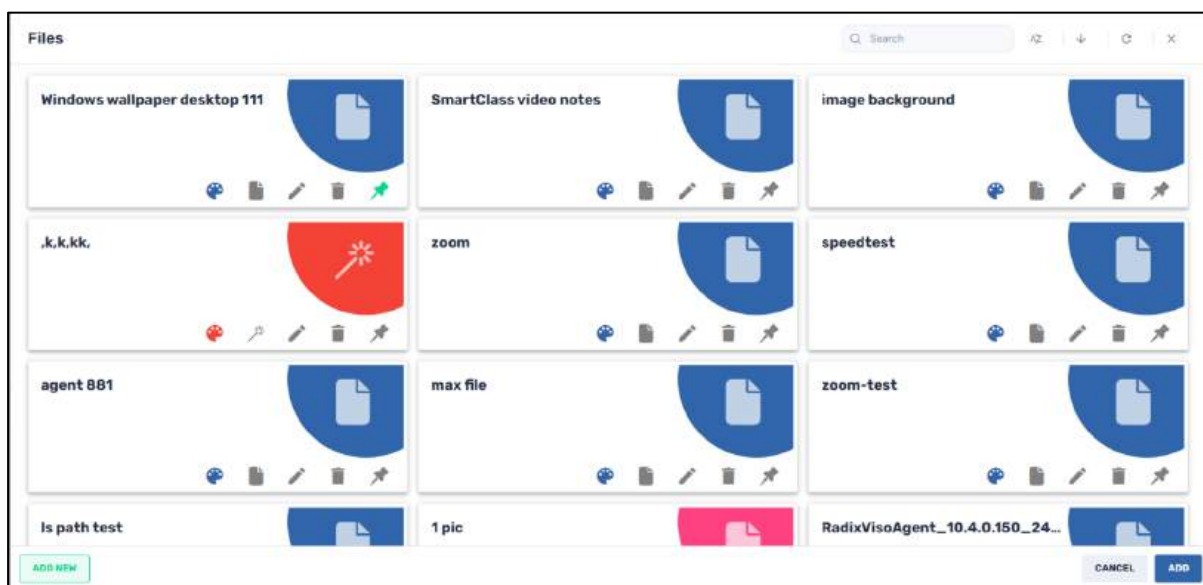 Files
Search
AZ
Windows wallpaper desktop 111
SmartClass video notes
image background
,k,k,kk,
zoom
speedtest
agent 881
max file
zoom-test
ls path test
1 pic
RadixVisoAgent_10.4.0.150_24...
ADD NEW
CANCEL
ADD